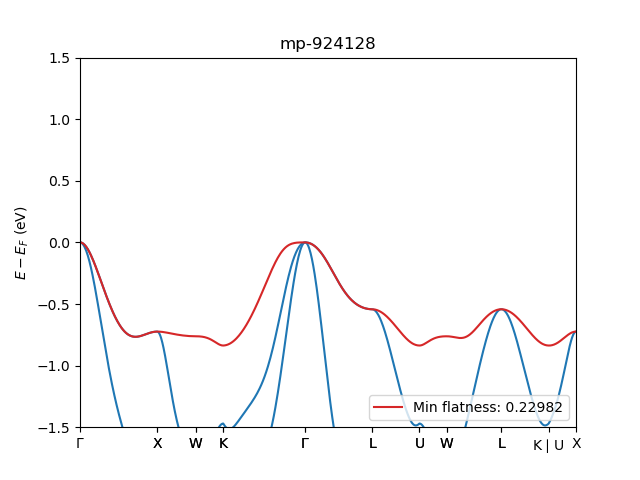 mp-924128
E − E_F (eV)
1.5
1.0
0.5
0.0
−0.5
−1.0
−1.5
Min flatness: 0.22982
Γ X W K Γ L U W L K | U X